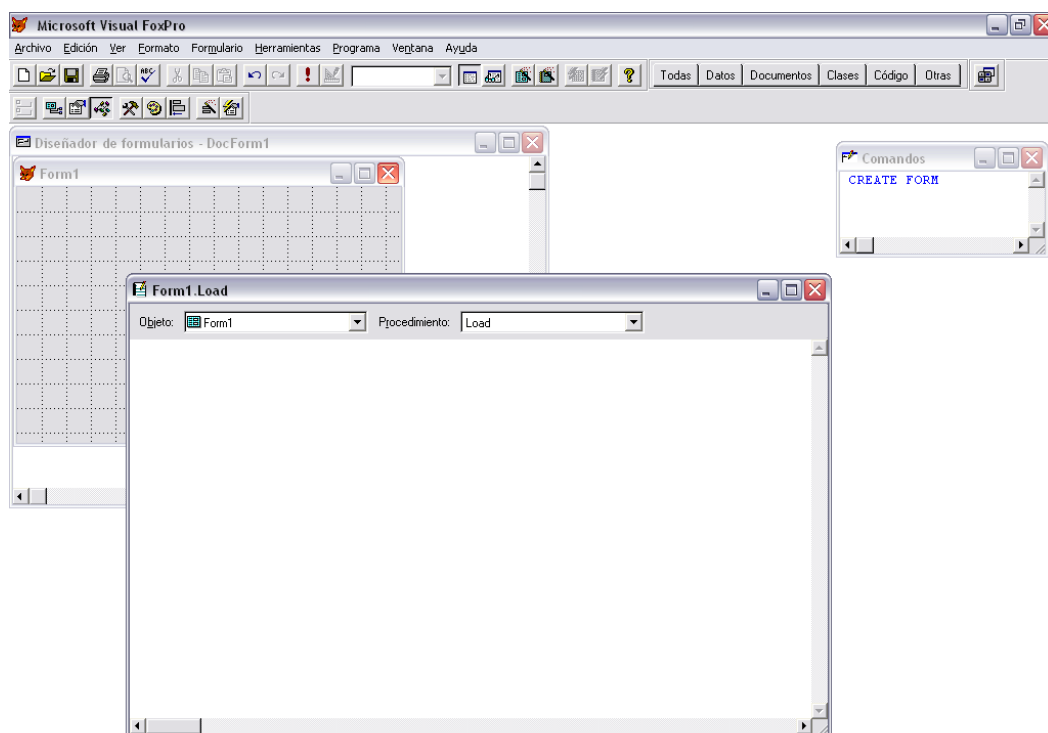 Microsoft Visual FoxPro
Archivo Edición Ver Formato Formulario Herramientas Programa Ventana Ayuda
ABC Todas Datos Documentos Clases Código Otras
Diseñador de formularios - DocForm1
Form1
Comandos
CREATE FORM
Form1.Load
Objeto: Form1 Procedimiento: Load